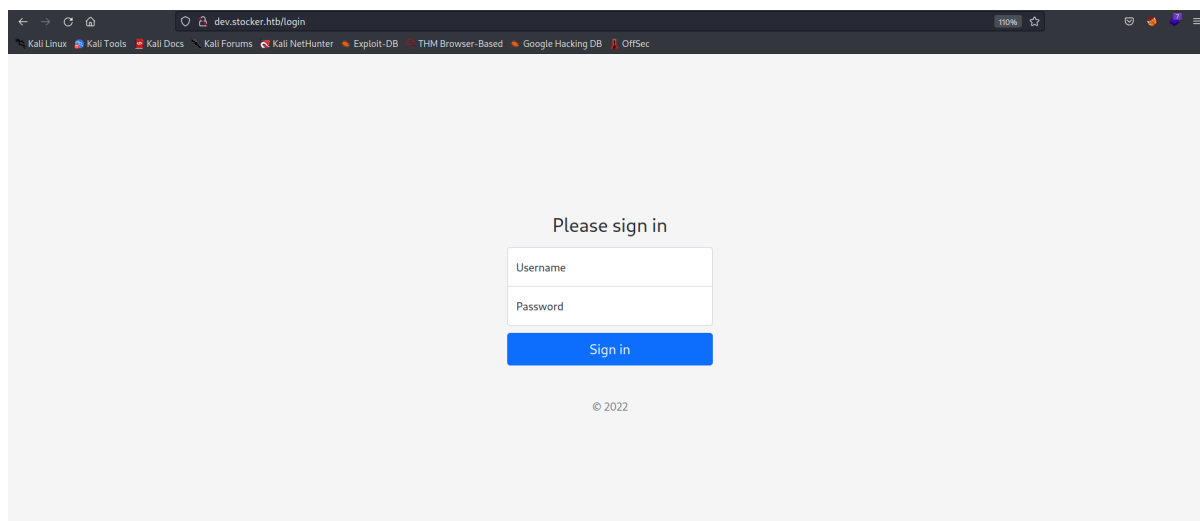 dev.stocker.htb/login 110%
7
Kali Linux Kali Tools Kali Docs Kali Forums Kali NetHunter Exploit-DB THM Browser-Based Google Hacking DB OffSec
Please sign in
Username
Password
Sign in
© 2022